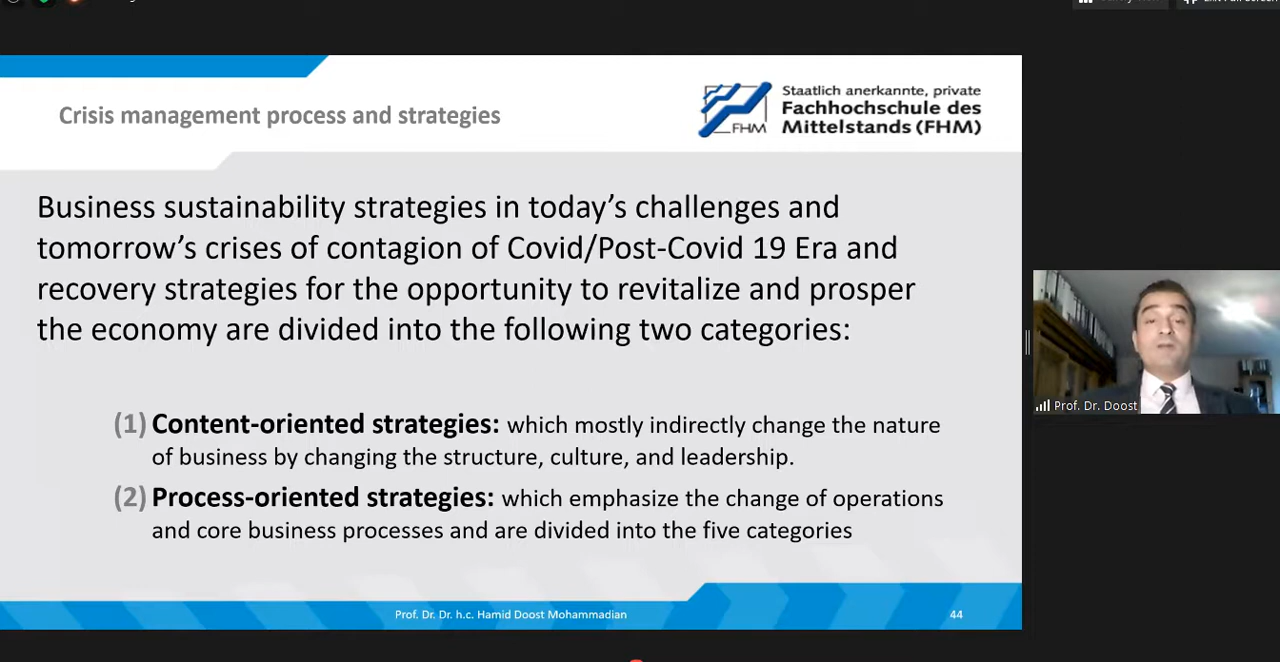 Crisis management process and strategies
Staatlich anerkannte, private
Fachhochschule des
Mittelstands (FHM)
FHM
Business sustainability strategies in today’s challenges and
tomorrow’s crises of contagion of Covid/Post-Covid 19 Era and
recovery strategies for the opportunity to revitalize and prosper
the economy are divided into the following two categories:
(1) Content-oriented strategies: which mostly indirectly change the nature
of business by changing the structure, culture, and leadership.
(2) Process-oriented strategies: which emphasize the change of operations
and core business processes and are divided into the five categories
Prof. Dr. Dr. h.c. Hamid Doost Mohammadian
44
Prof. Dr. Doost